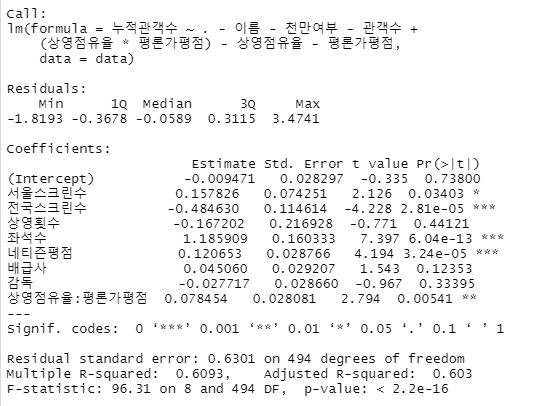 Call:
lm(formula = 누적관객수 ~ . - 이름 - 천만여부 - 관객수 +
(상영점유율 * 평론가평점) - 상영점유율 - 평론가평점,
data = data)
Residuals:
Min 1Q Median 3Q Max
-1.8193 -0.3678 -0.0589 0.3115 3.4741
Coefficients:
Estimate Std. Error t value Pr(>|t|)
(Intercept) -0.009471 0.028297 -0.335 0.73800
서울스크린수 0.157826 0.074251 2.126 0.03403 *
전국스크린수 -0.484630 0.114614 -4.228 2.81e-05 ***
상영횟수 -0.167202 0.216928 -0.771 0.44121
좌석수 1.185909 0.160333 7.397 6.04e-13 ***
네티즌평점 0.120653 0.028766 4.194 3.24e-05 ***
배급사 0.045060 0.029207 1.543 0.12353
감독 -0.027717 0.028660 -0.967 0.33395
상영점유율:평론가평점 0.078454 0.028081 2.794 0.00541 **
---
Signif. codes: 0 ‘***’ 0.001 ‘**’ 0.01 ‘*’ 0.05 ‘.’ 0.1 ‘ ’ 1
Residual standard error: 0.6301 on 494 degrees of freedom
Multiple R-squared: 0.6093, Adjusted R-squared: 0.603
F-statistic: 96.31 on 8 and 494 DF, p-value: < 2.2e-16